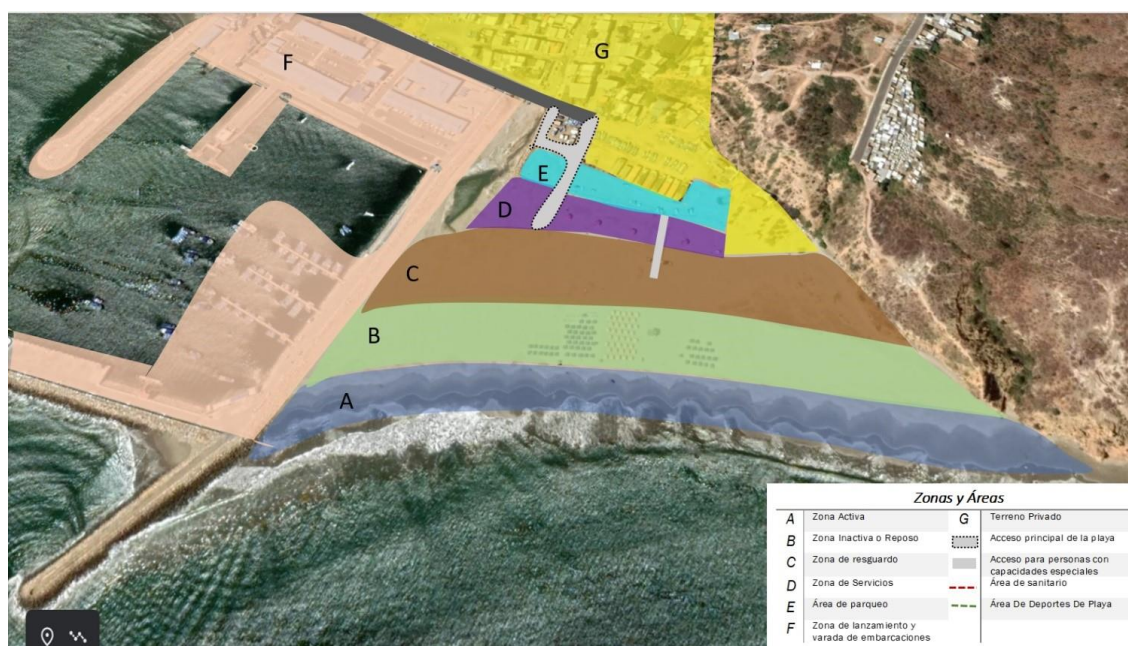 F
G
E
D
C
B
A
Zonas y Áreas
A Zona Activa G Terreno Privado
B Zona Inactiva o Reposo Acceso principal de la playa
C Zona de resguardo Acceso para personas con
capacidades especiales
D Zona de Servicios Área de sanitario
E Área de parqueo Área De Deportes De Playa
F Zona de lanzamiento y
varada de embarcaciones